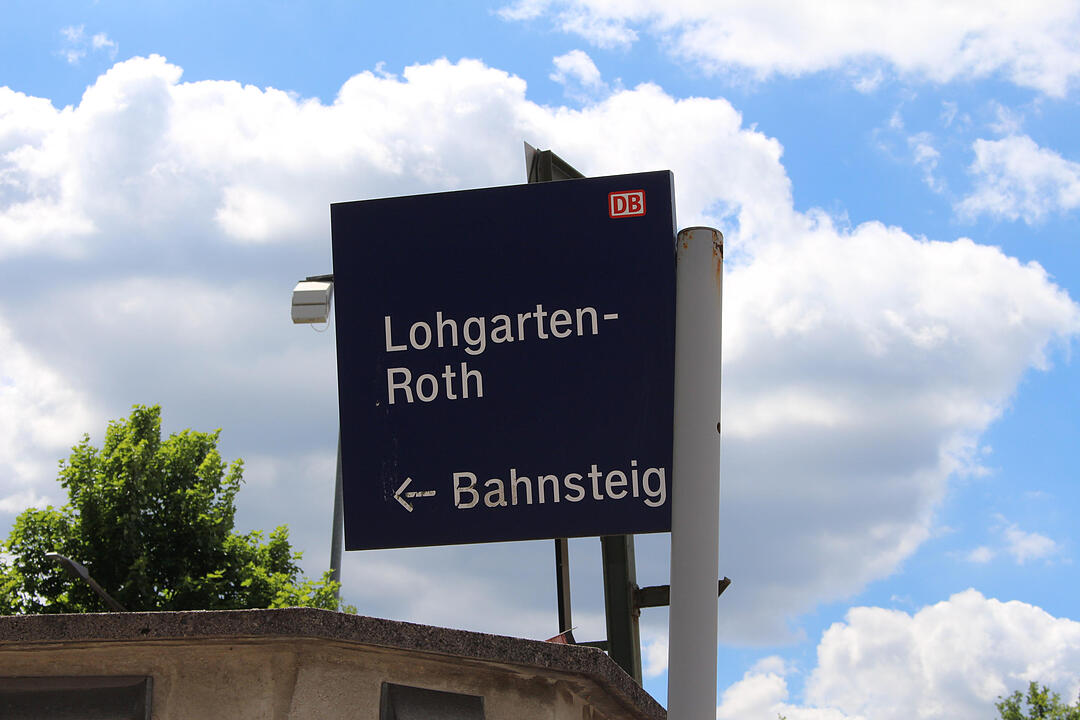 DB
Lohgarten-
Roth
← Bahnsteig